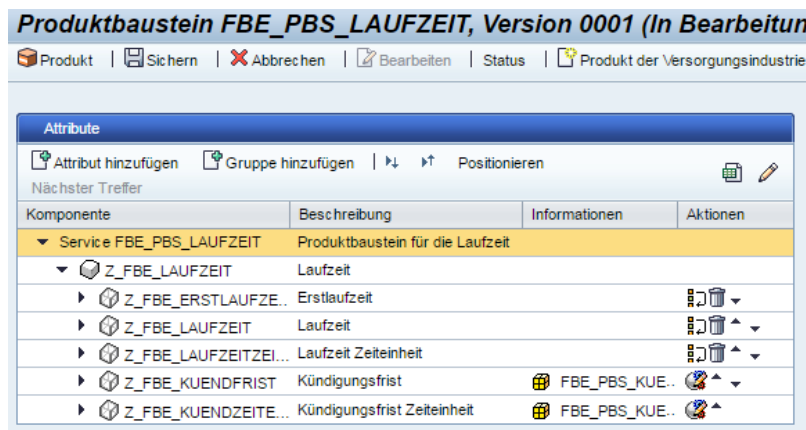 Produktbaustein FBE_PBS_LAUFZEIT, Version 0001 (In Bearbeitun
Produkt | Sichern | Abbrechen | Bearbeiten | Status | Produkt der Versorgungsindustrie
Attribute
Attribut hinzufügen Gruppe hinzufügen | Positionieren
Nächster Treffer
Komponente Beschreibung Informationen Aktionen
Service FBE_PBS_LAUFZEIT Produktbaustein für die Laufzeit
Z_FBE_LAUFZEIT Laufzeit
Z_FBE_ERSTLAUFZE.. Erstlaufzeit
Z_FBE_LAUFZEIT Laufzeit
Z_FBE_LAUFZEITZEI... Laufzeit Zeiteinheit
Z_FBE_KUENDFRIST Kündigungsfrist FBE_PBS_KUE..
Z_FBE_KUENDZEITE... Kündigungsfrist Zeiteinheit FBE_PBS_KUE..